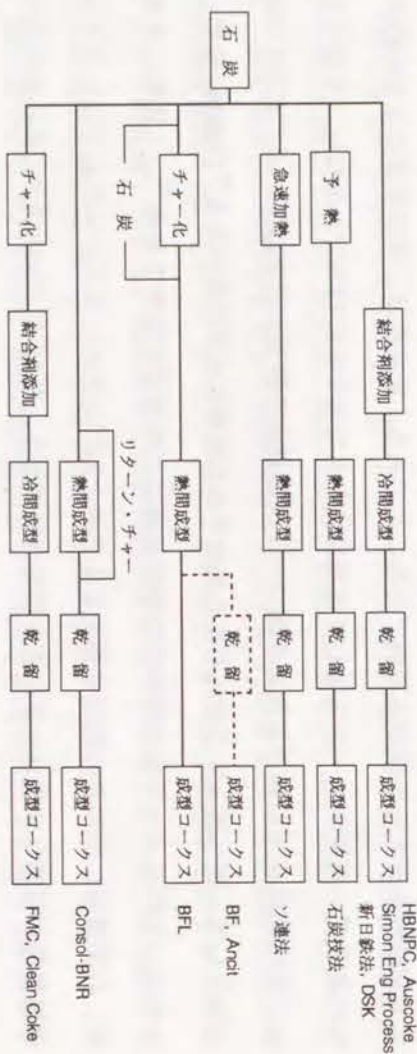 石炭
結合剤添加
冷間成型
乾留
成型コークス
HBNPC, Auscoke
Simon Eng Process
新日鉄法, DSK
予熱
熱間成型
乾留
成型コークス
石炭技法
急速加熱
熱間成型
乾留
成型コークス
ソ連法
乾留
成型コークス
BF, Ancit
チャー化
石炭
熱間成型
成型コークス
BFL
リターン・チャー
熱間成型
乾留
成型コークス
Consol-BNR
チャー化
結合剤添加
冷間成型
乾留
成型コークス
FMC, Clean Coke